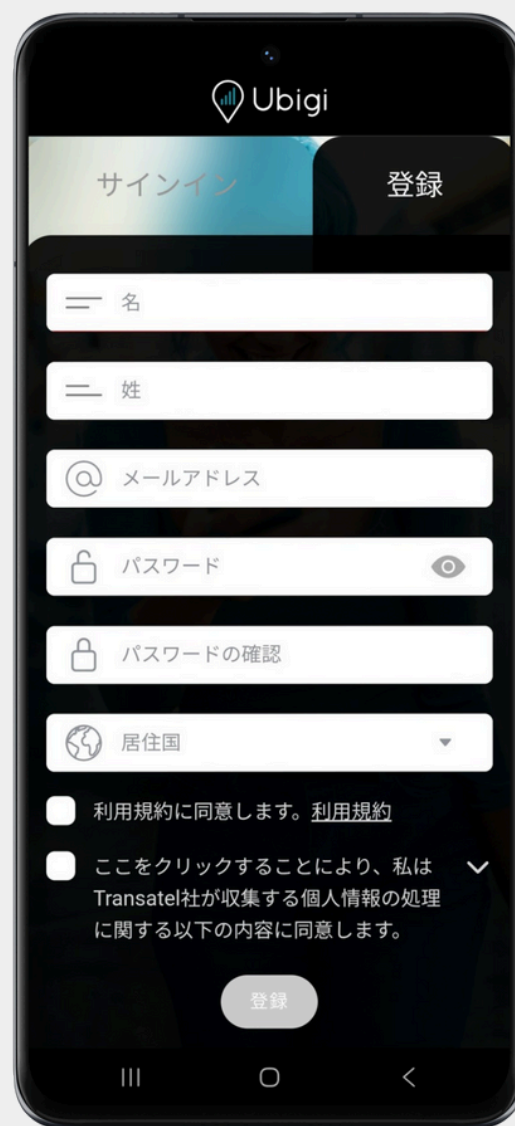 Ubigi
サインイン
登録
名
姓
メールアドレス
パスワード
パスワードの確認
居住国
利用規約に同意します。利用規約
ここをクリックすることにより、私は
Transatel社が収集する個人情報の処理
に関する以下の内容に同意します。
登録